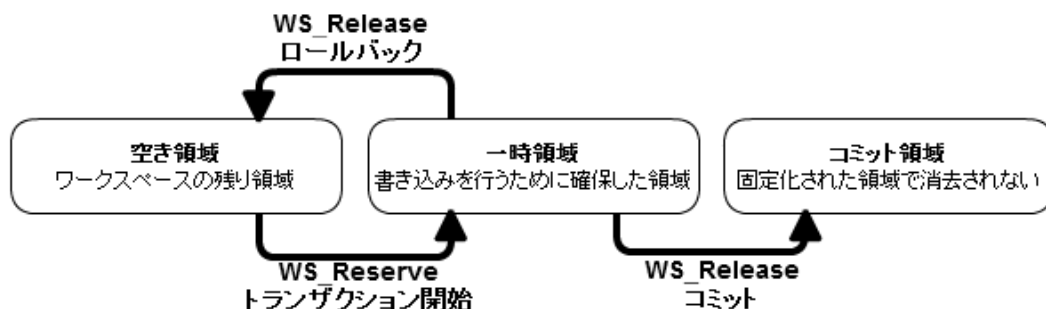 WS_Release
ロールバック
空き領域
ワークスペースの残り領域
一時領域
書き込みを行うために確保した領域
コミット領域
固定化された領域で消去されない
WS_Reserve
トランザクション開始
WS_Release
コミット